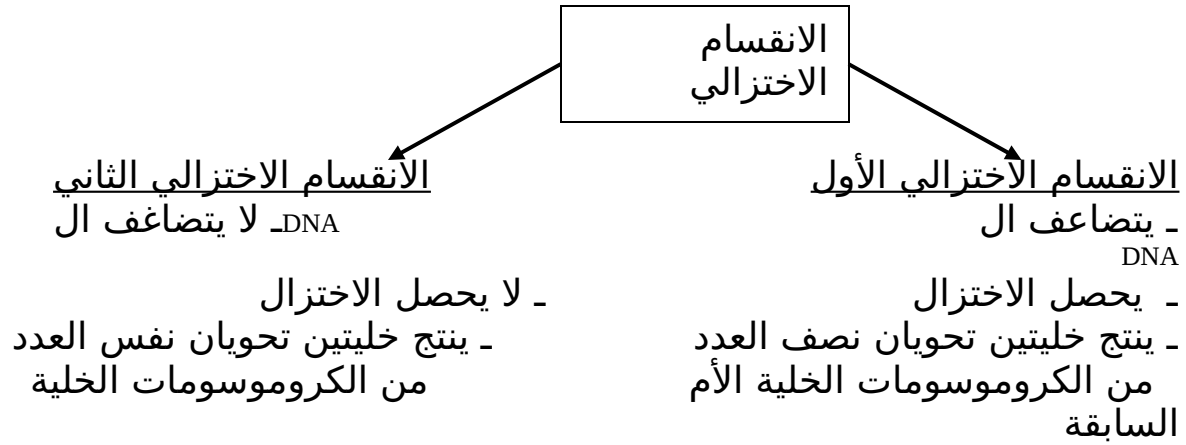 الانقسام
الاختزالي
الانقسام الاختزالي الأول
ـ يتضاعف ال
DNA
ـ يحصل الاختزال
ـ ينتج خليتين تحويان نصف العدد
من الكروموسومات الخلية الأم
السابقة
الانقسام الاختزالي الثاني
ـ لا يتضاغف ال DNA
ـ لا يحصل الاختزال
ـ ينتج خليتين تحويان نفس العدد
من الكروموسومات الخلية